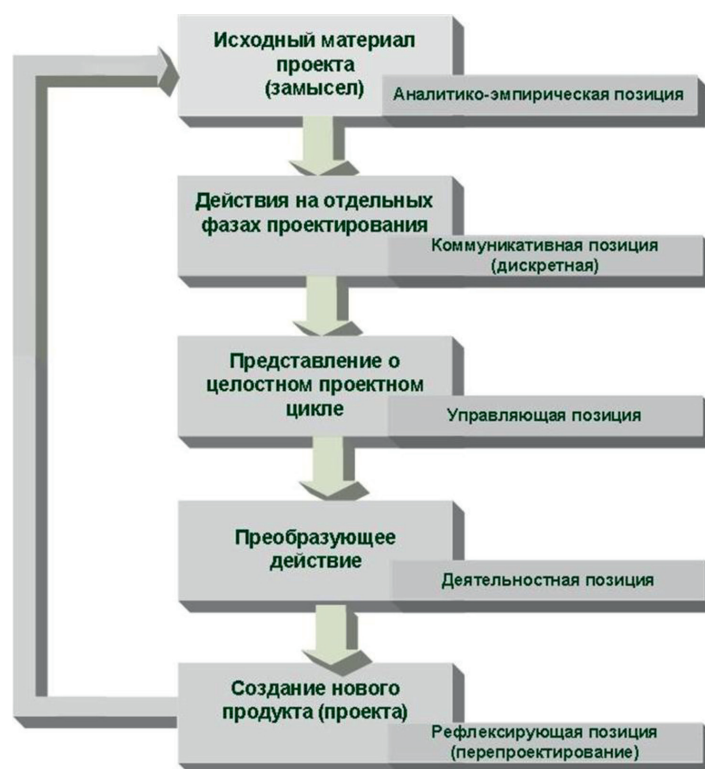 Исходный материал
проекта
(замысел)
Аналитико-эмпирическая позиция
Действия на отдельных
фазах проектирования
Коммуникативная позиция
(дискретная)
Представление о
целостном проектном
цикле
Управляющая позиция
Преобразующее
действие
Деятельностная позиция
Создание нового
продукта (проекта)
Рефлексирующая позиция
(перепроектирование)